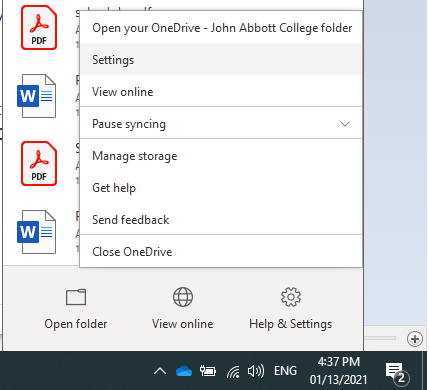 Open your OneDrive - John Abbott College folder
Settings
View online
Pause syncing
Manage storage
Get help
Send feedback
Close OneDrive
PDF
W
PDF
W
Open folder
View online
Help & Settings
ENG
4:37 PM
01/13/2021
2